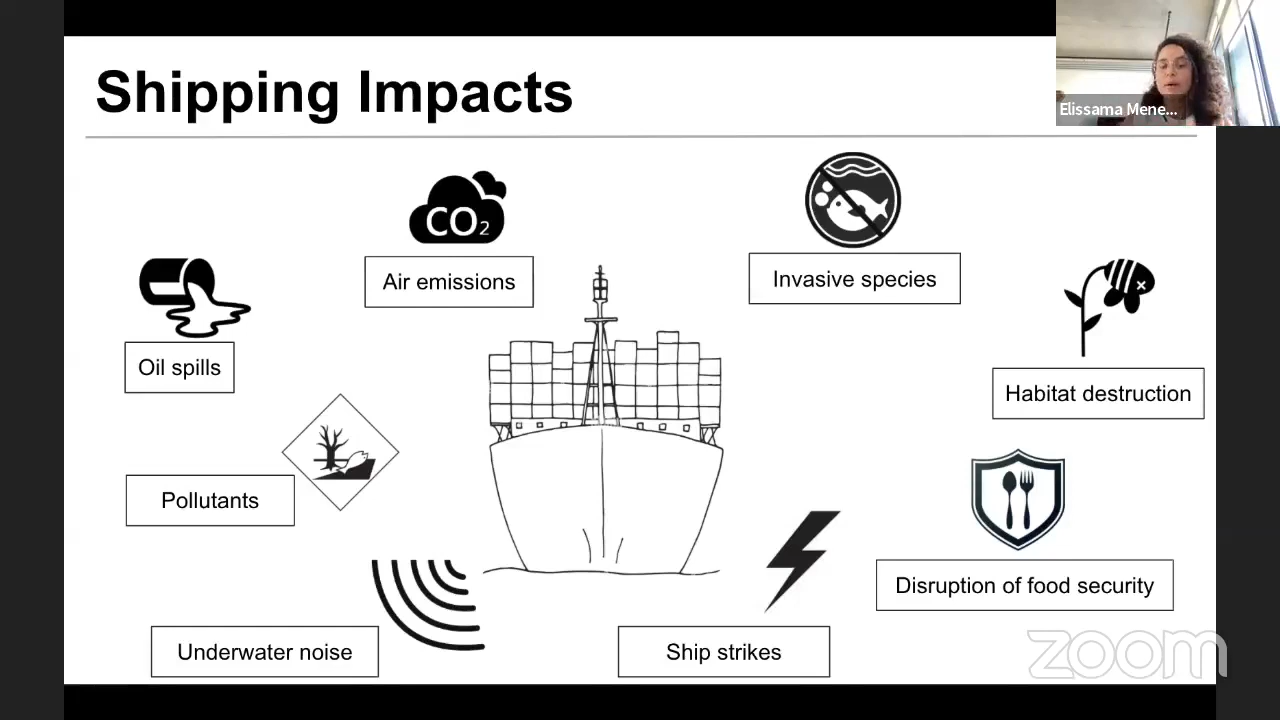 Shipping Impacts
Elissama Mene...
CO2
Air emissions
Invasive species
Oil spills
Habitat destruction
Pollutants
Disruption of food security
Underwater noise
Ship strikes
zoom